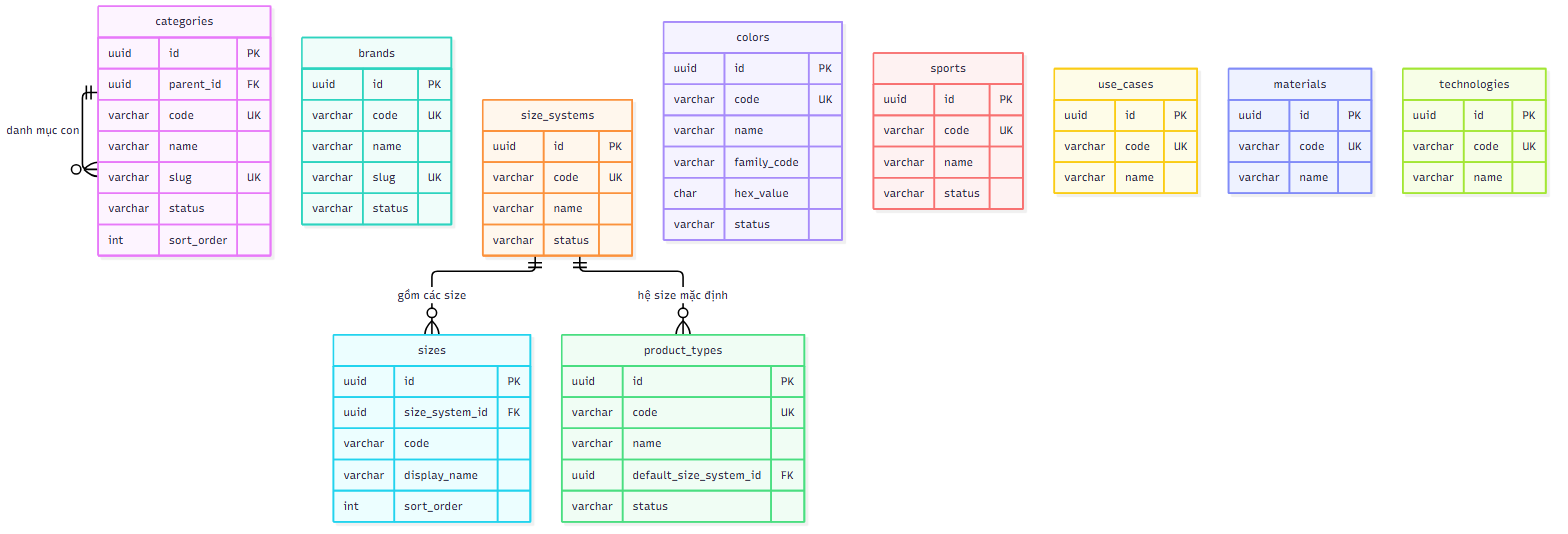 categories
uuid id PK
uuid parent_id FK
varchar code UK
varchar name
varchar slug UK
varchar status
int sort_order
danh mục con
brands
uuid id PK
varchar code UK
varchar name
varchar slug UK
varchar status
size_systems
uuid id PK
varchar code UK
varchar name
varchar status
colors
uuid id PK
varchar code UK
varchar name
varchar family_code
char hex_value
varchar status
sports
uuid id PK
varchar code UK
varchar name
varchar status
use_cases
uuid id PK
varchar code UK
varchar name
materials
uuid id PK
varchar code UK
varchar name
technologies
uuid id PK
varchar code UK
varchar name
gồm các size
hệ size mặc định
sizes
uuid id PK
uuid size_system_id FK
varchar code
varchar display_name
int sort_order
product_types
uuid id PK
varchar code UK
varchar name
uuid default_size_system_id FK
varchar status